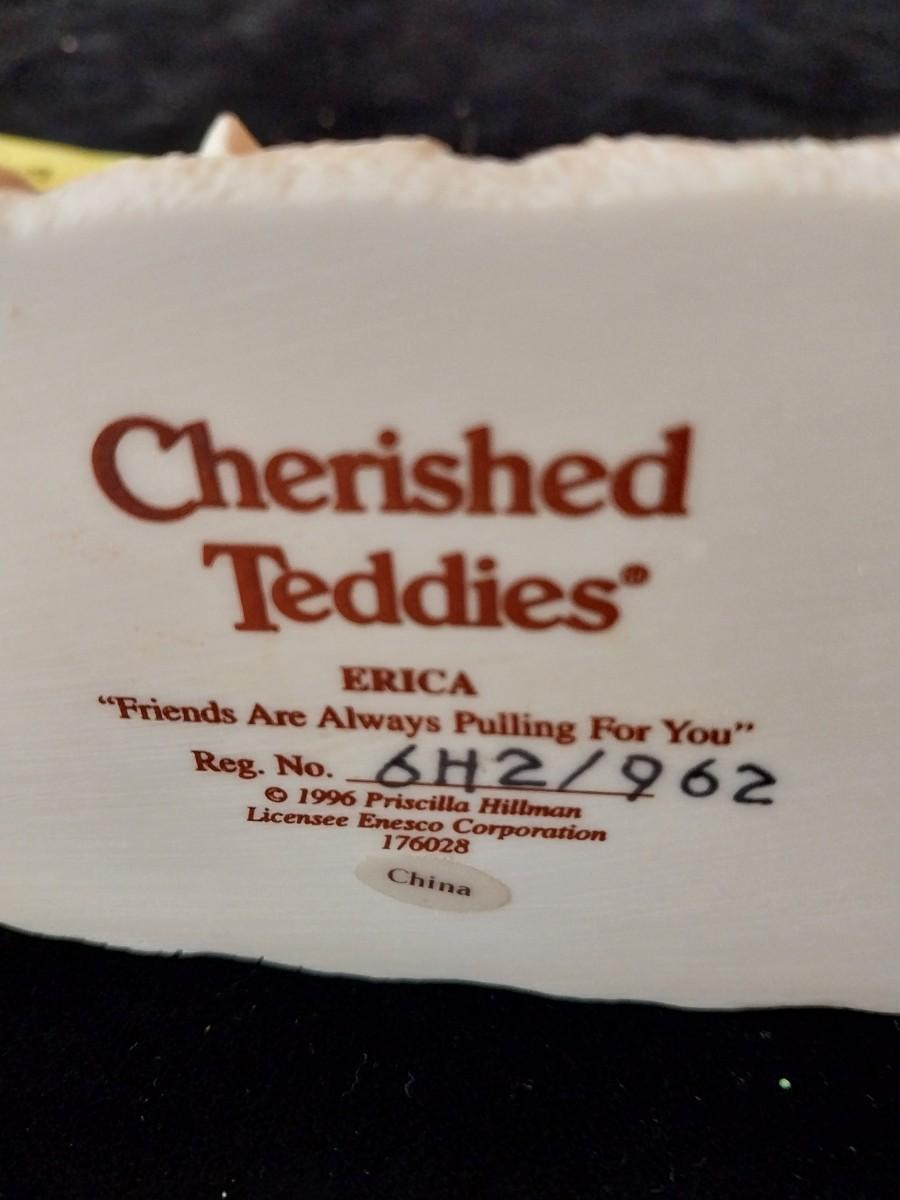 Cherished
Teddies®
ERICA
“Friends Are Always Pulling For You”
Reg. No. 6H2/962
© 1996 Priscilla Hillman
Licensee Enesco Corporation
176028
China